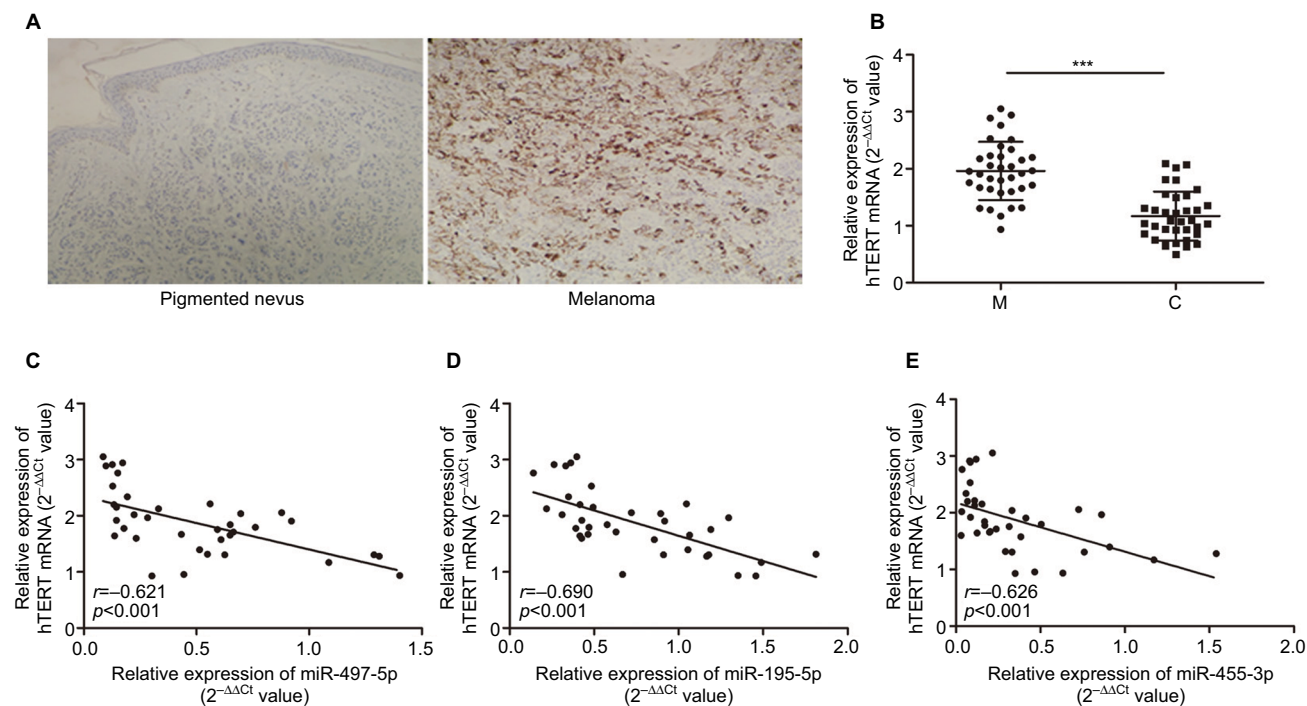 A
Pigmented nevus
Melanoma
B
Relative expression of
hTERT mRNA (2–ΔΔCt value)
4
3
2
1
0
***
M
C
C
Relative expression of
hTERT mRNA (2–ΔΔCt value)
4
3
2
1
0
r=–0.621
p<0.001
0.0 0.5 1.0 1.5
Relative expression of miR-497-5p
(2–ΔΔCt value)
D
Relative expression of
hTERT mRNA (2–ΔΔCt value)
4
3
2
1
0
r=–0.690
p<0.001
0.0 0.5 1.0 1.5 2.0
Relative expression of miR-195-5p
(2–ΔΔCt value)
E
Relative expression of
hTERT mRNA (2–ΔΔCt value)
4
3
2
1
0
r=–0.626
p<0.001
0.0 0.5 1.0 1.5 2.0
Relative expression of miR-455-3p
(2–ΔΔCt value)